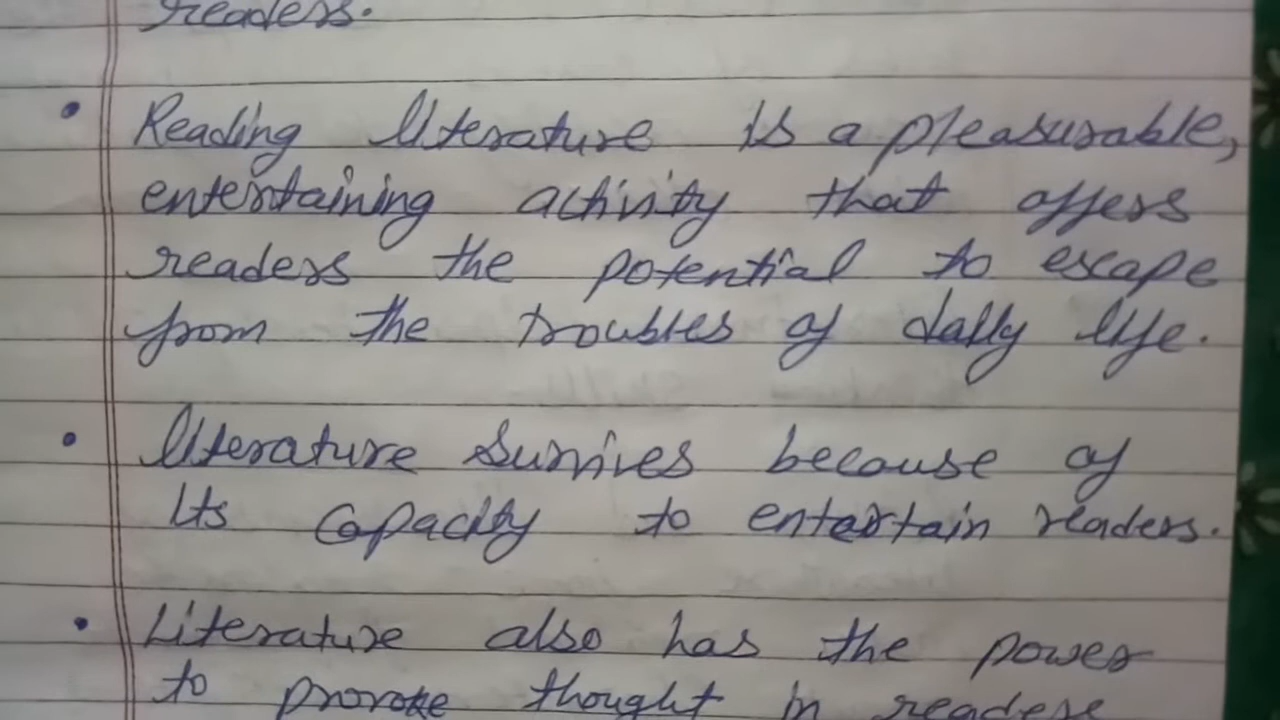 readers.
• Reading literature is a pleasurable,
entertaining activity that offers
readers the potential to escape
from the troubles of daily life.
• literature survives because of
its capacity to entertain readers.
• Literature also has the power
to provoke thought in readers